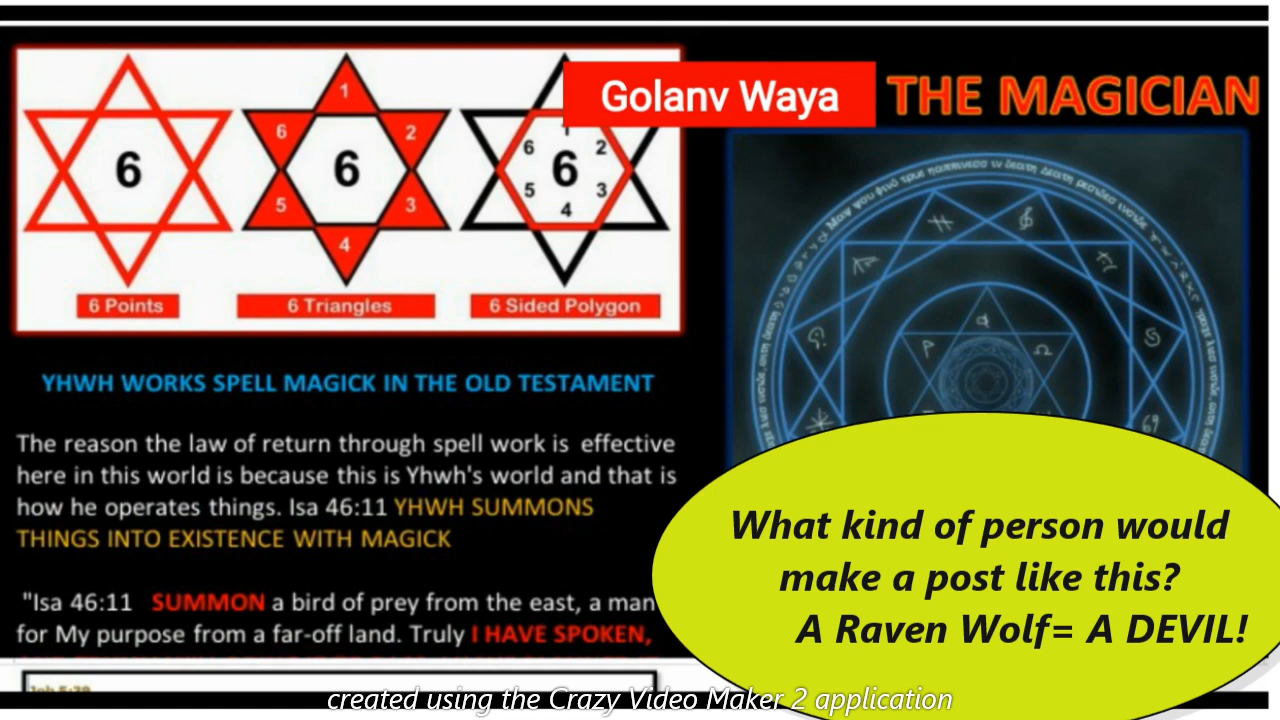 6
6 Points
1
6
2
6
5
3
4
6 Triangles
1
6
2
6
5
3
4
6 Sided Polygon
Golanv Waya
THE MAGICIAN
YHWH WORKS SPELL MAGICK IN THE OLD TESTAMENT
The reason the law of return through spell work is effective
here in this world is because this is Yhwh's world and that is
how he operates things. Isa 46:11 YHWH SUMMONS
THINGS INTO EXISTENCE WITH MAGICK
"Isa 46:11 SUMMON a bird of prey from the east, a man
for My purpose from a far-off land. Truly I HAVE SPOKEN,
What kind of person would
make a post like this?
A Raven Wolf= A DEVIL!
created using the Crazy Video Maker 2 application